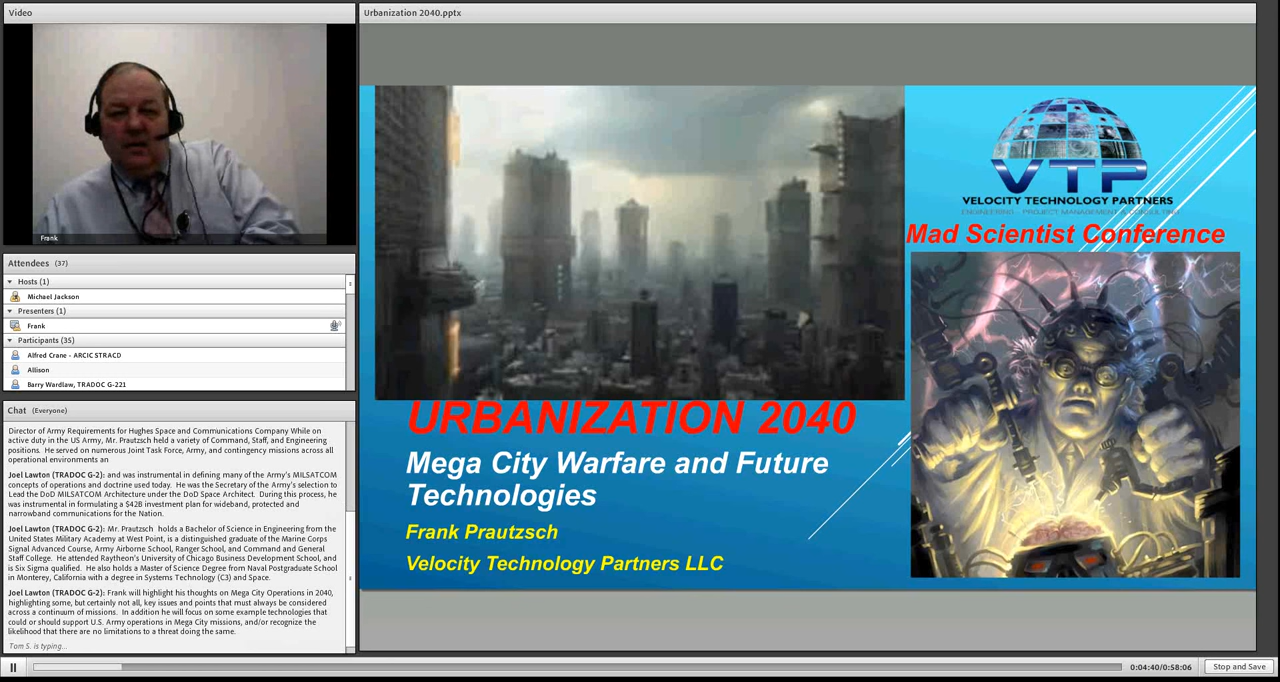 Video
Frank
Attendees (37)
Hosts (1)
Michael Jackson
Presenters (1)
Frank
Participants (35)
Alfred Crane - ARCIC STRACD
Allison
Barry Wardlaw, TRADOC G-221
Chat (Everyone)
Director of Army Requirements for Hughes Space and Communications Company While on
active duty in the US Army, Mr. Prautzsch held a variety of Command, Staff, and Engineering
positions. He served on numerous Joint Task Force, Army, and contingency missions across all
operational environments an
Joel Lawton (TRADOC G-2): and was instrumental in defining many of the Army's MILSATCOM
concepts of operations and doctrine used today. He was the Secretary of the Army's selection to
Lead the DoD MILSATCOM Architecture under the DoD Space Architect. During this process, he
was instrumental in formulating a $42B investment plan for wideband, protected and
narrowband communications for the Nation.
Joel Lawton (TRADOC G-2): Mr. Prautzsch holds a Bachelor of Science in Engineering from the
United States Military Academy at West Point, is a distinguished graduate of the Marine Corps
Signal Advanced Course, Army Airborne School, Ranger School, and Command and General
Staff College. He attended Raytheon's University of Chicago Business Development School, and
is Six Sigma qualified. He also holds a Master of Science Degree from Naval Postgraduate School
in Monterey, California with a degree in Systems Technology (C3) and Space.
Joel Lawton (TRADOC G-2): Frank will highlight his thoughts on Mega City Operations in 2040,
highlighting some, but certainly not all, key issues and points that must always be considered
across a continuum of missions. In addition he will focus on some example technologies that
could or should support U.S. Army operations in Mega City missions, and/or recognize the
likelihood that there are no limitations to a threat doing the same.
Tom S. is typing...
Urbanization 2040.pptx
VTP
VELOCITY TECHNOLOGY PARTNERS
ENGINEERING - PROJECT MANAGEMENT &
Mad Scientist Conference
URBANIZATION 2040
Mega City Warfare and Future
Technologies
Frank Prautzsch
Velocity Technology Partners LLC
0:04:40/0:58:06
Stop and Save